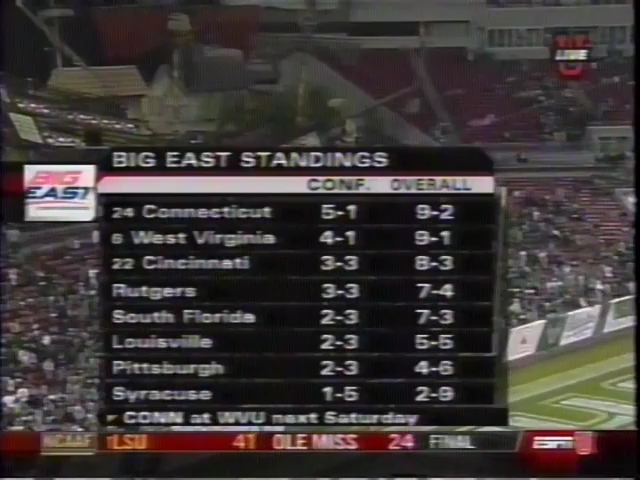 LIVE
BIG EAST
BIG EAST STANDINGS
CONF. OVERALL
24 Connecticut 5-1 9-2
6 West Virginia 4-1 9-1
22 Cincinnati 3-3 8-3
Rutgers 3-3 7-4
South Florida 2-3 7-3
Louisville 2-3 5-5
Pittsburgh 2-3 4-6
Syracuse 1-5 2-9
CONN at WVU next Saturday
NCAAF LSU 41 OLE MISS 24 FINAL ESPN U